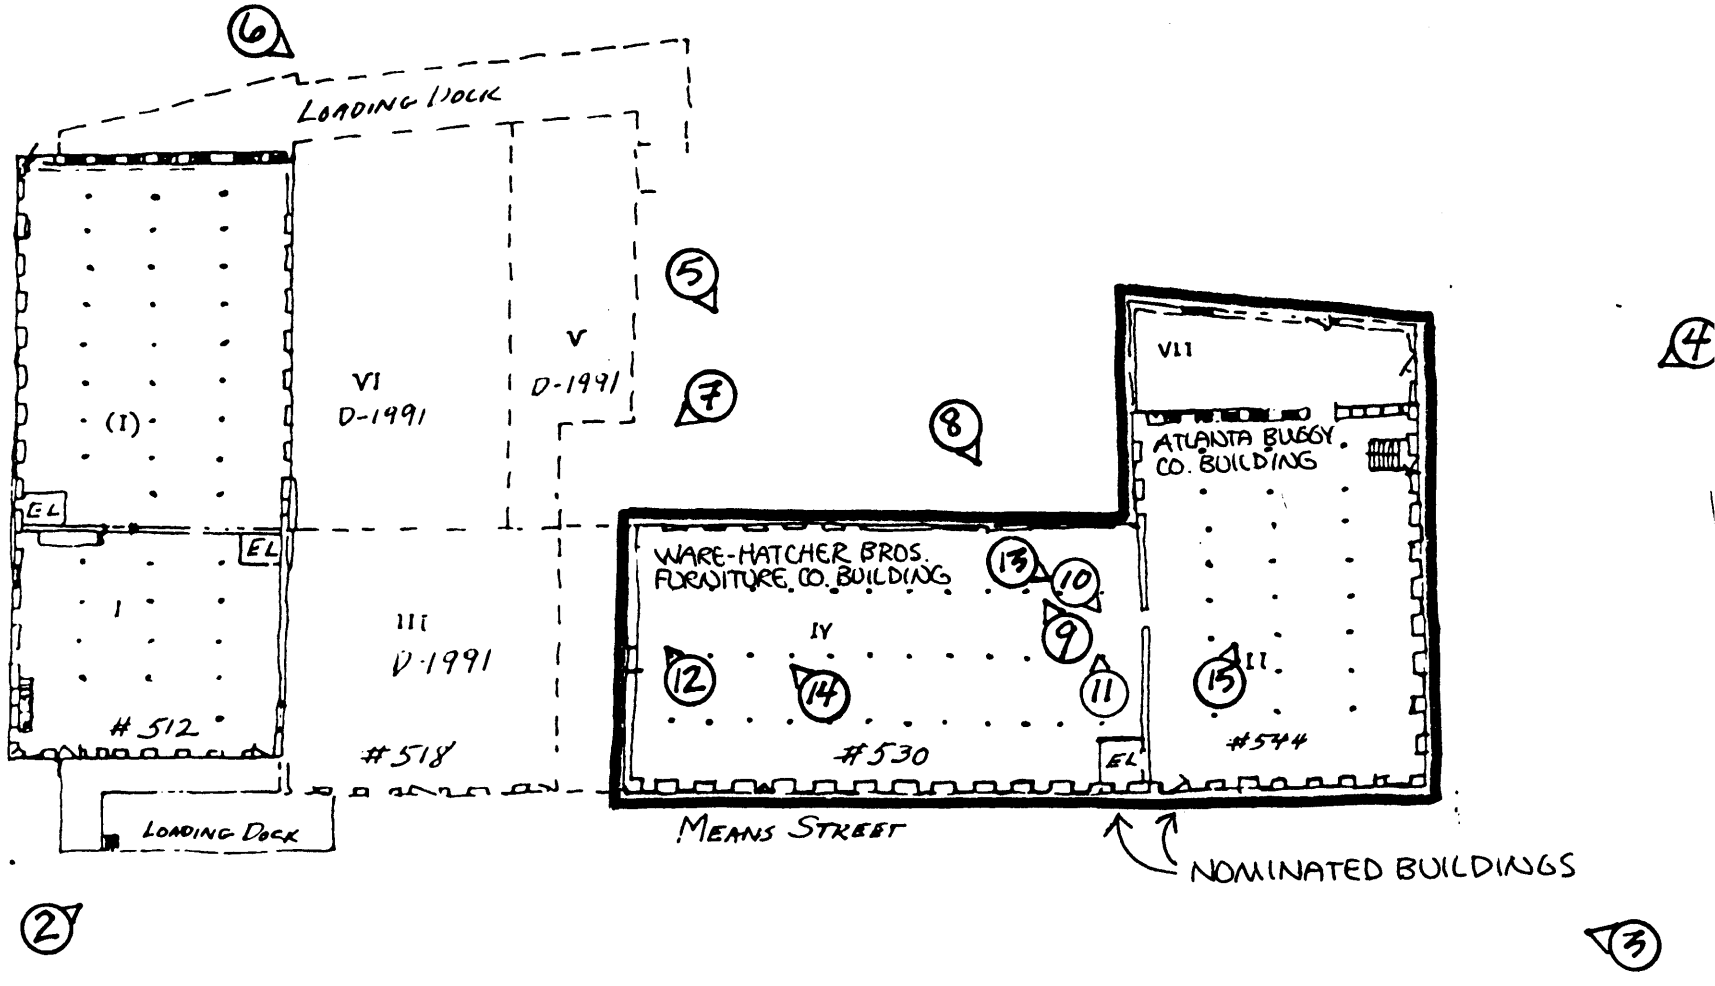 6
LOADING DOCK
5
4
VII
V
D-1991
VI
D-1991
7
8
(I)
ATLANTA BUGGY
CO. BUILDING
EL
EL
WARE-HATCHER BROS.
FURNITURE CO. BUILDING
13
10
I
III
D-1991
IV
9
12
14
11
15
II
#512
#518
#530
EL
#544
LOADING DOCK
MEANS STREET
NOMINATED BUILDINGS
2
3